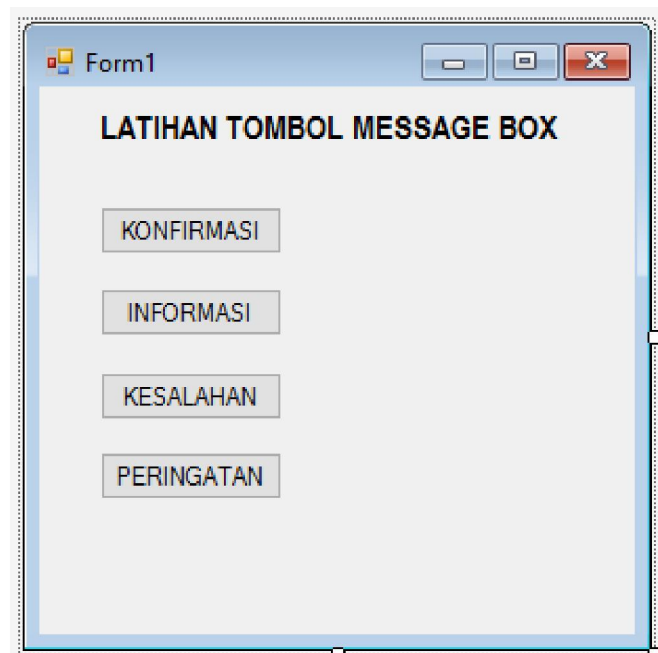 Form1
LATIHAN TOMBOL MESSAGE BOX
KONFIRMASI
INFORMASI
KESALAHAN
PERINGATAN